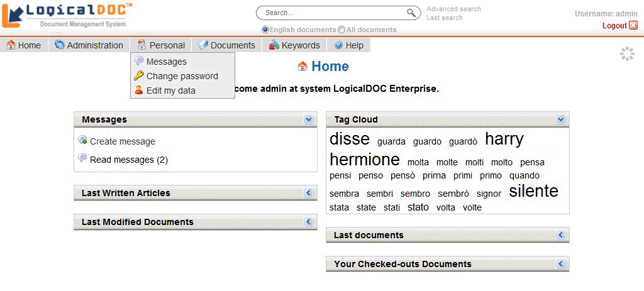 LogicalDOC™
Document Management System
Search...
Advanced search
Last search
English documents All documents
Username: admin
Logout
Home Administration Personal Documents Keywords Help
Messages
Change password
Edit my data
Home
come admin at system LogicalDOC Enterprise.
Messages
Create message
Read messages (2)
Last Written Articles
Last Modified Documents
Tag Cloud
disse guarda guardo guardò harry
hermione molta molte molti molto pensa
pensi penso pensò prima primi primo quando
sembra sembri sembro sembrò signor silente
stata state stati stato volta volte
Last documents
Your Checked-outs Documents